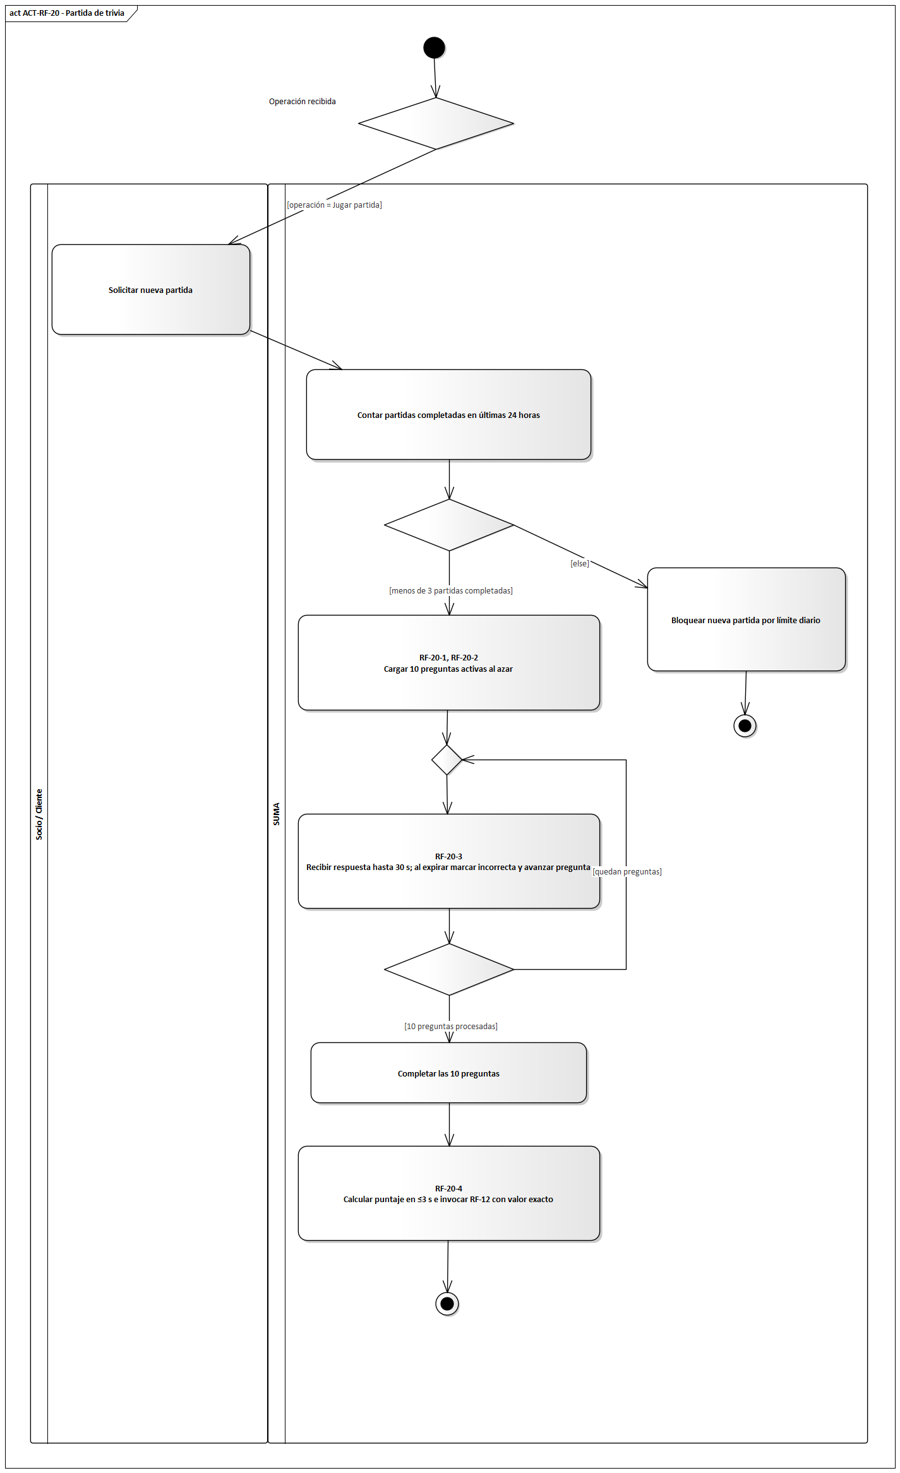 act ACT-RF-20 - Partida de trivia
Operación recibida
[operación = Jugar partida]
Solicitar nueva partida
Contar partidas completadas en últimas 24 horas
[else]
[menos de 3 partidas completadas]
Bloquear nueva partida por límite diario
RF-20-1, RF-20-2
Cargar 10 preguntas activas al azar
Socio / Cliente
SUMA
RF-20-3
Recibir respuesta hasta 30 s; al expirar marcar incorrecta y avanzar pregunta
[quedan preguntas]
[10 preguntas procesadas]
Completar las 10 preguntas
RF-20-4
Calcular puntaje en ≤3 s e invocar RF-12 con valor exacto